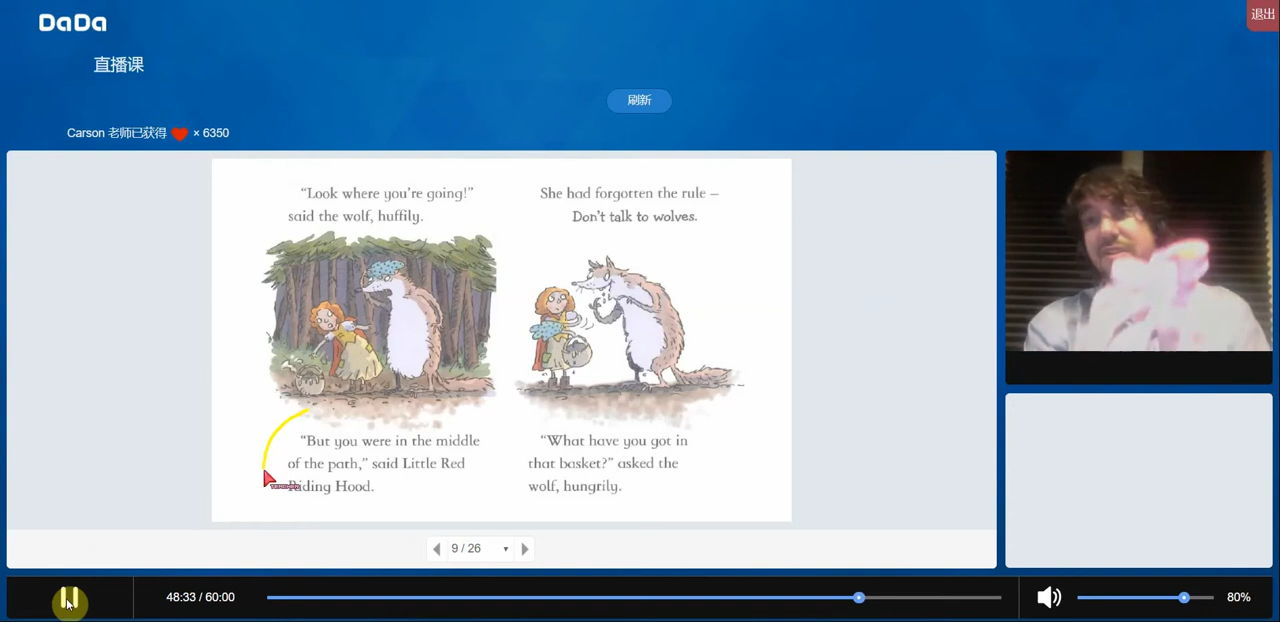 DaDa
退出
直播课
刷新
Carson 老师已获得 × 6350
"Look where you're going!"
said the wolf, huffily.
"But you were in the middle
of the path," said Little Red
Riding Hood.
She had forgotten the rule –
Don't talk to wolves.
"What have you got in
that basket?" asked the
wolf, hungrily.
9 / 26
48:33 / 60:00
80%